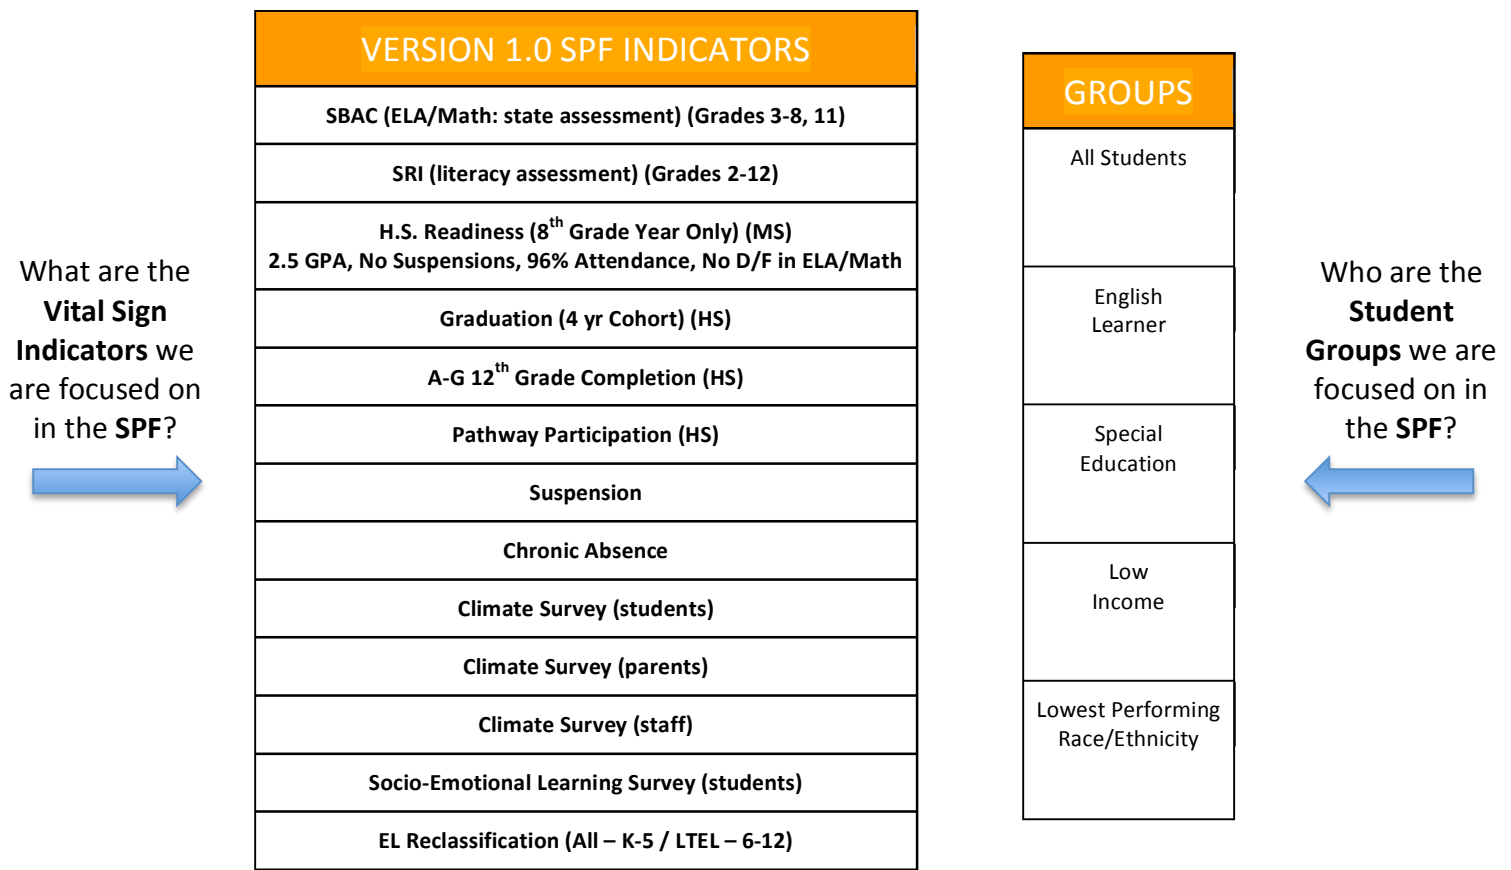 What are the
Vital Sign
Indicators we
are focused on
in the SPF?
VERSION 1.0 SPF INDICATORS
SBAC (ELA/Math: state assessment) (Grades 3-8, 11)
SRI (literacy assessment) (Grades 2-12)
H.S. Readiness (8th Grade Year Only) (MS)
2.5 GPA, No Suspensions, 96% Attendance, No D/F in ELA/Math
Graduation (4 yr Cohort) (HS)
A-G 12th Grade Completion (HS)
Pathway Participation (HS)
Suspension
Chronic Absence
Climate Survey (students)
Climate Survey (parents)
Climate Survey (staff)
Socio-Emotional Learning Survey (students)
EL Reclassification (All – K-5 / LTEL – 6-12)
GROUPS
All Students
English
Learner
Special
Education
Low
Income
Lowest Performing
Race/Ethnicity
Who are the
Student
Groups we are
focused on in
the SPF?